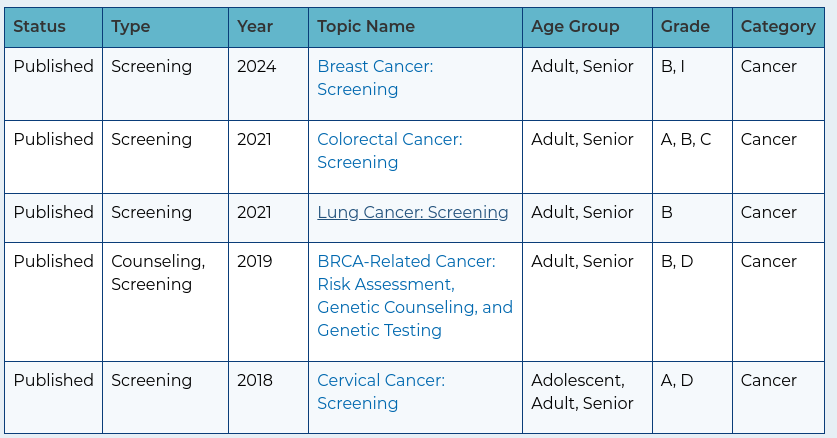 Status Type Year Topic Name Age Group Grade Category
Published Screening 2024 Breast Cancer: Adult, Senior B, I Cancer
Screening
Published Screening 2021 Colorectal Cancer: Adult, Senior A, B, C Cancer
Screening
Published Screening 2021 Lung Cancer: Screening Adult, Senior B Cancer
Published Counseling, 2019 BRCA-Related Cancer: Adult, Senior B, D Cancer
Screening Risk Assessment,
Genetic Counseling, and
Genetic Testing
Published Screening 2018 Cervical Cancer: Adolescent, A, D Cancer
Screening Adult, Senior